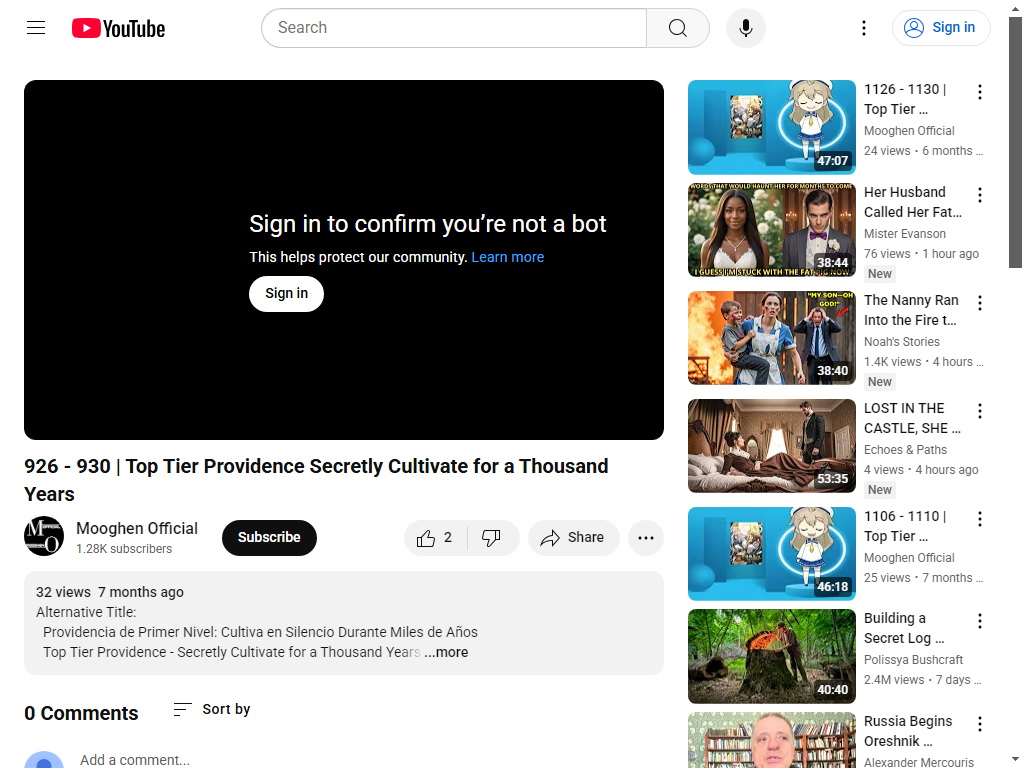 YouTube
Search
Sign in
Sign in to confirm you're not a bot
This helps protect our community. Learn more
Sign in
926 - 930 | Top Tier Providence Secretly Cultivate for a Thousand
Years
Mooghen Official
1.28K subscribers
Subscribe
2
Share
32 views 7 months ago
Alternative Title:
Providencia de Primer Nivel: Cultiva en Silencio Durante Miles de Años
Top Tier Providence - Secretly Cultivate for a Thousand Years ...more
0 Comments
Sort by
Add a comment...
47:07
1126 - 1130 |
Top Tier ...
Mooghen Official
24 views • 6 months ...
WORDS THAT WOULD HAUNT HER FOR MONTHS TO COME
I GUESS I'M STUCK WITH THE FAT PIG NOW
38:44
Her Husband
Called Her Fat...
Mister Evanson
76 views • 1 hour ago
New
"MY SON—OH
GOD!"
38:40
The Nanny Ran
Into the Fire t...
Noah's Stories
1.4K views • 4 hours ...
New
53:35
LOST IN THE
CASTLE, SHE ...
Echoes & Paths
4 views • 4 hours ago
New
46:18
1106 - 1110 |
Top Tier ...
Mooghen Official
25 views • 7 months ...
40:40
Building a
Secret Log ...
Polissya Bushcraft
2.4M views • 7 days ...
Russia Begins
Oreshnik ...
Alexander Mercouris